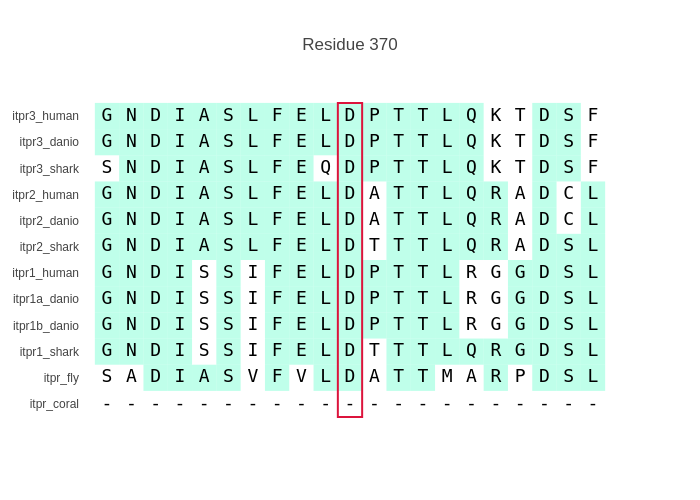 Residue 370
itpr3_human G N D I A S L F E L D P T T L Q K T D S F
itpr3_danio G N D I A S L F E L D P T T L Q K T D S F
itpr3_shark S N D I A S L F E Q D P T T L Q K T D S F
itpr2_human G N D I A S L F E L D A T T L Q R A D C L
itpr2_danio G N D I A S L F E L D A T T L Q R A D C L
itpr2_shark G N D I A S L F E L D T T T L Q R A D S L
itpr1_human G N D I S S I F E L D P T T L R G G D S L
itpr1a_danio G N D I S S I F E L D P T T L R G G D S L
itpr1b_danio G N D I S S I F E L D P T T L R G G D S L
itpr1_shark G N D I S S I F E L D T T T L Q R G D S L
itpr_fly S A D I A S V F V L D A T T M A R P D S L
itpr_coral - - - - - - - - - - - - - - - - - - - - -